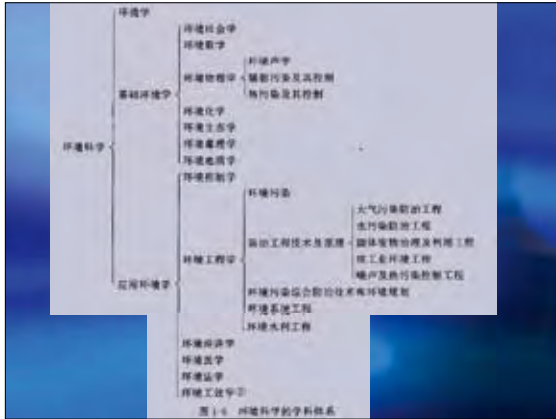 环境学
环境社会学
环境数学
环境声学
环境物理学
辐射污染及其控制
基础环境学
热污染及其控制
环境化学
环境生态学
环境毒理学
环境科学
环境地质学
环境控制学
环境污染
大气污染防治工程
水污染防治工程
防治工程技术及原理
固体废物治理及利用工程
环境工程学
噪声及热污染控制工程
应用环境学
环境污染综合防治技术和环境规划
环境系统工程
环境水利工程
环境经济学
环境医学
环境法学
环境工效学②
图1-6 环境科学的学科体系